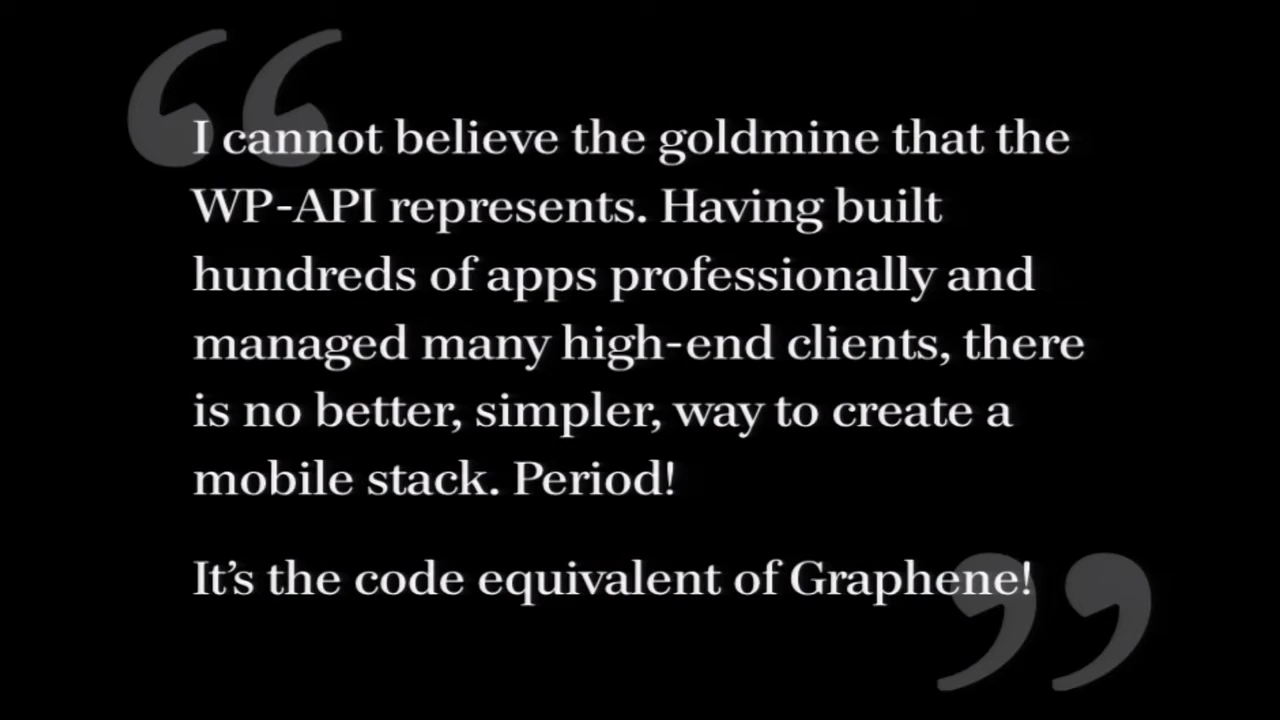 I cannot believe the goldmine that the
WP-API represents. Having built
hundreds of apps professionally and
managed many high-end clients, there
is no better, simpler, way to create a
mobile stack. Period!
It’s the code equivalent of Graphene!